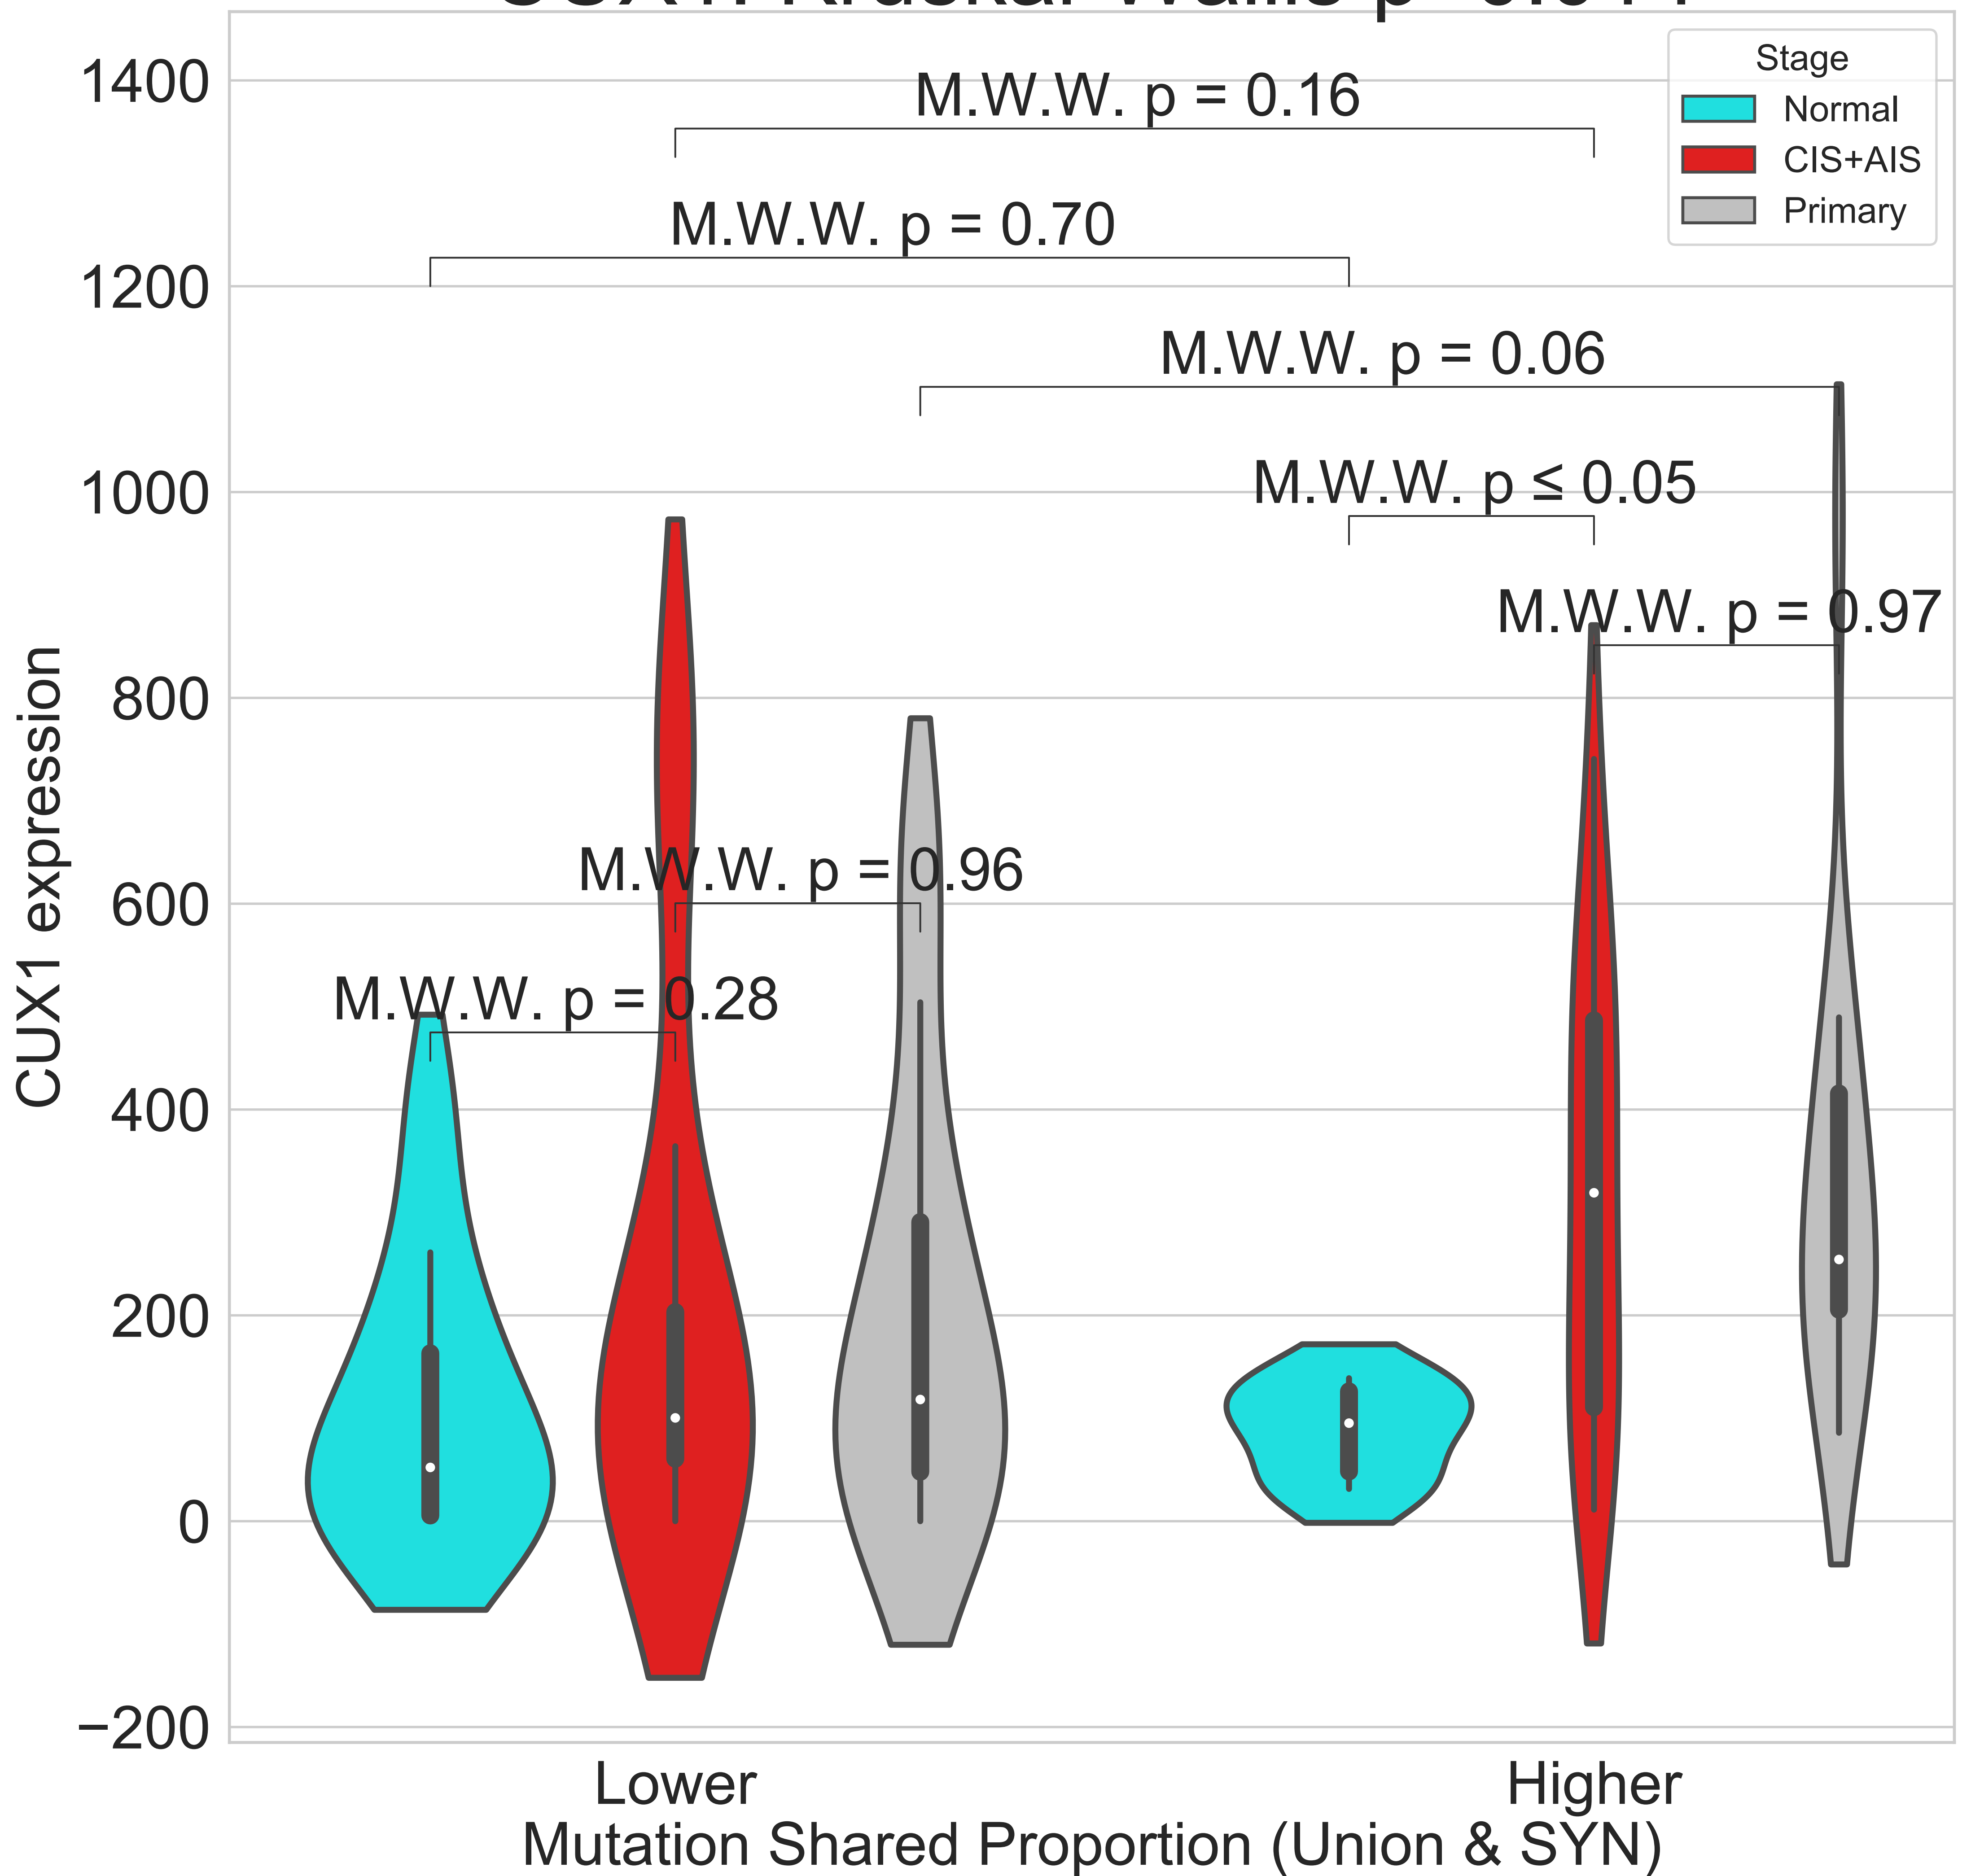 1400
1200
1000
800
600
400
200
0
−200
CUX1 expression
Stage
Normal
CIS+AIS
Primary
M.W.W. p = 0.16
M.W.W. p = 0.70
M.W.W. p = 0.06
M.W.W. p ≤ 0.05
M.W.W. p = 0.97
M.W.W. p = 0.96
M.W.W. p = 0.28
Lower
Higher
Mutation Shared Proportion (Union & SYN)